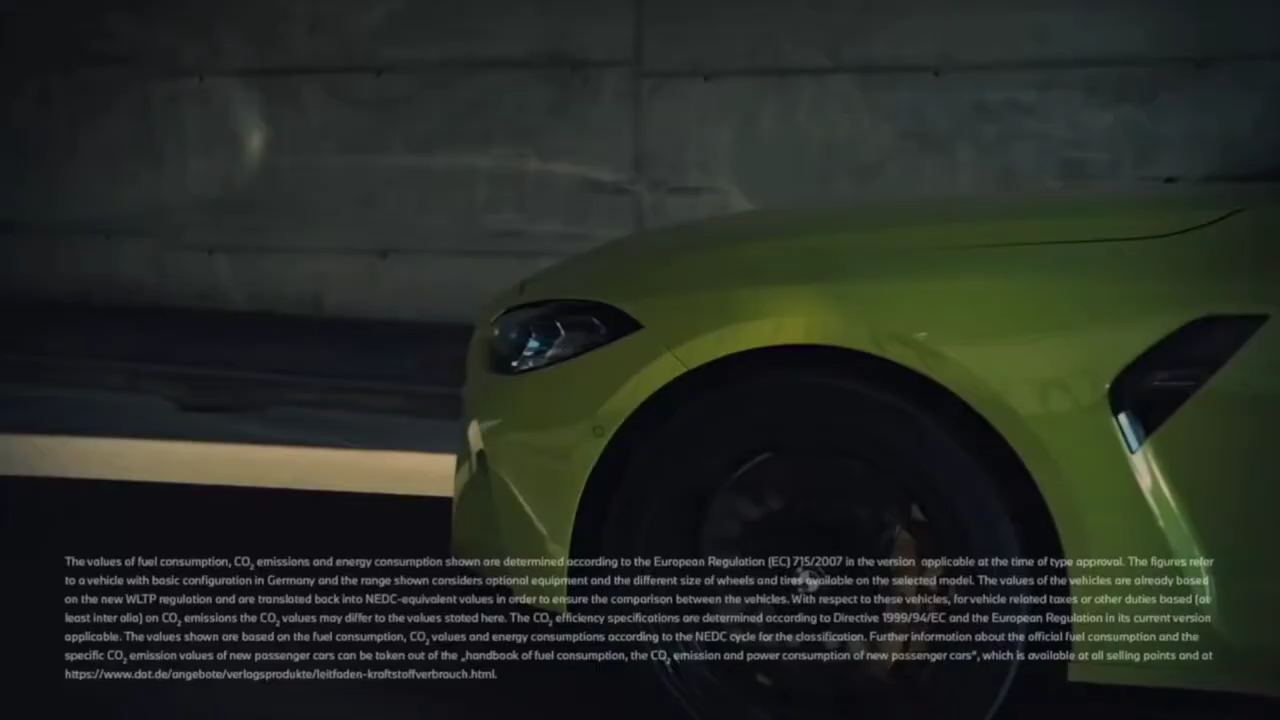 The values of fuel consumption, CO₂ emissions and energy consumption shown are determined according to the European Regulation (EC) 715/2007 in the version applicable at the time of type approval. The figures refer
to a vehicle with basic configuration in Germany and the range shown considers optional equipment and the different size of wheels and tires available on the selected model. The values of the vehicles are already based
on the new WLTP regulation and are translated back into NEDC-equivalent values in order to ensure the comparison between the vehicles. With respect to these vehicles, for vehicle related taxes or other duties based (at
least inter alia) on CO₂ emissions the CO₂ values may differ to the values stated here. The CO₂ efficiency specifications are determined according to Directive 1999/94/EC and the European Regulation in its current version
applicable. The values shown are based on the fuel consumption, CO₂ values and energy consumptions according to the NEDC cycle for the classification. Further information about the official fuel consumption and the
specific CO₂ emission values of new passenger cars can be taken out of the „handbook of fuel consumption, the CO₂ emission and power consumption of new passenger cars", which is available at all selling points and at
https://www.dat.de/angebote/verlagsprodukte/leitfaden-kraftstoffverbrauch.html.